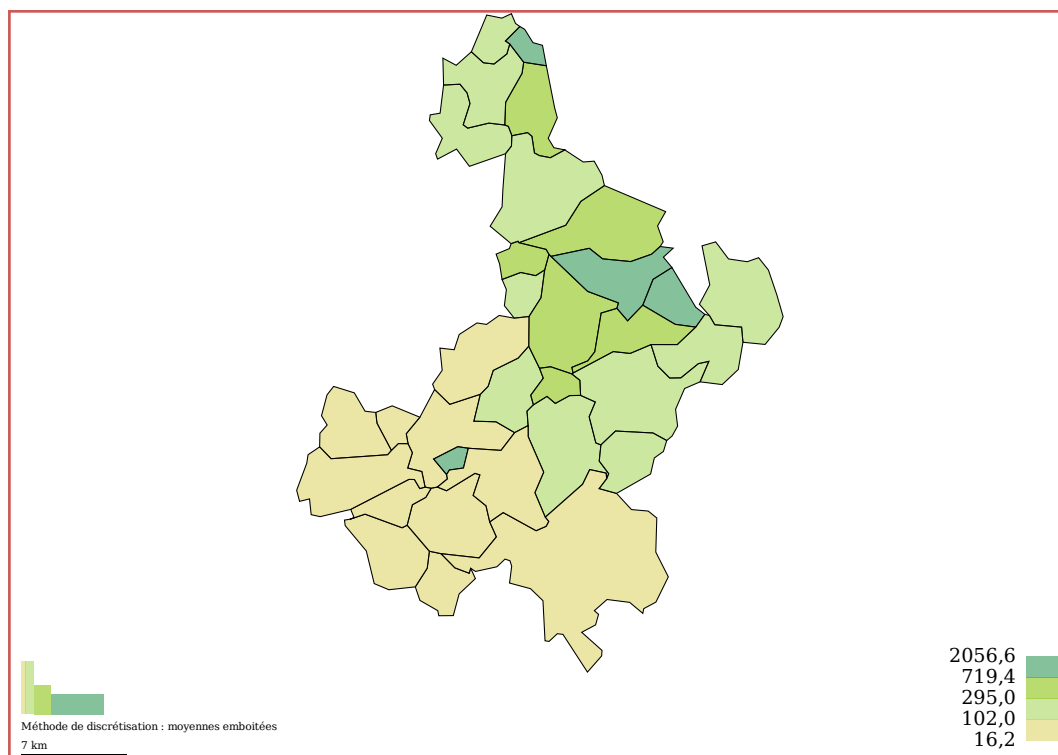 2056,6
719,4
295,0
102,0
16,2
Méthode de discrétisation : moyennes emboitées
7 km